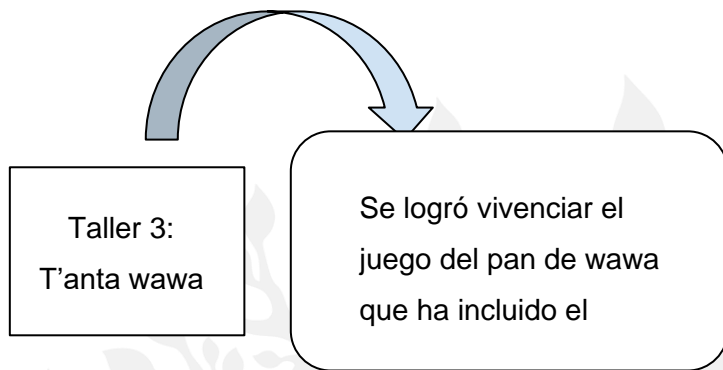 Taller 3:
T’anta wawa
Se logró vivenciar el
juego del pan de wawa
que ha incluido el